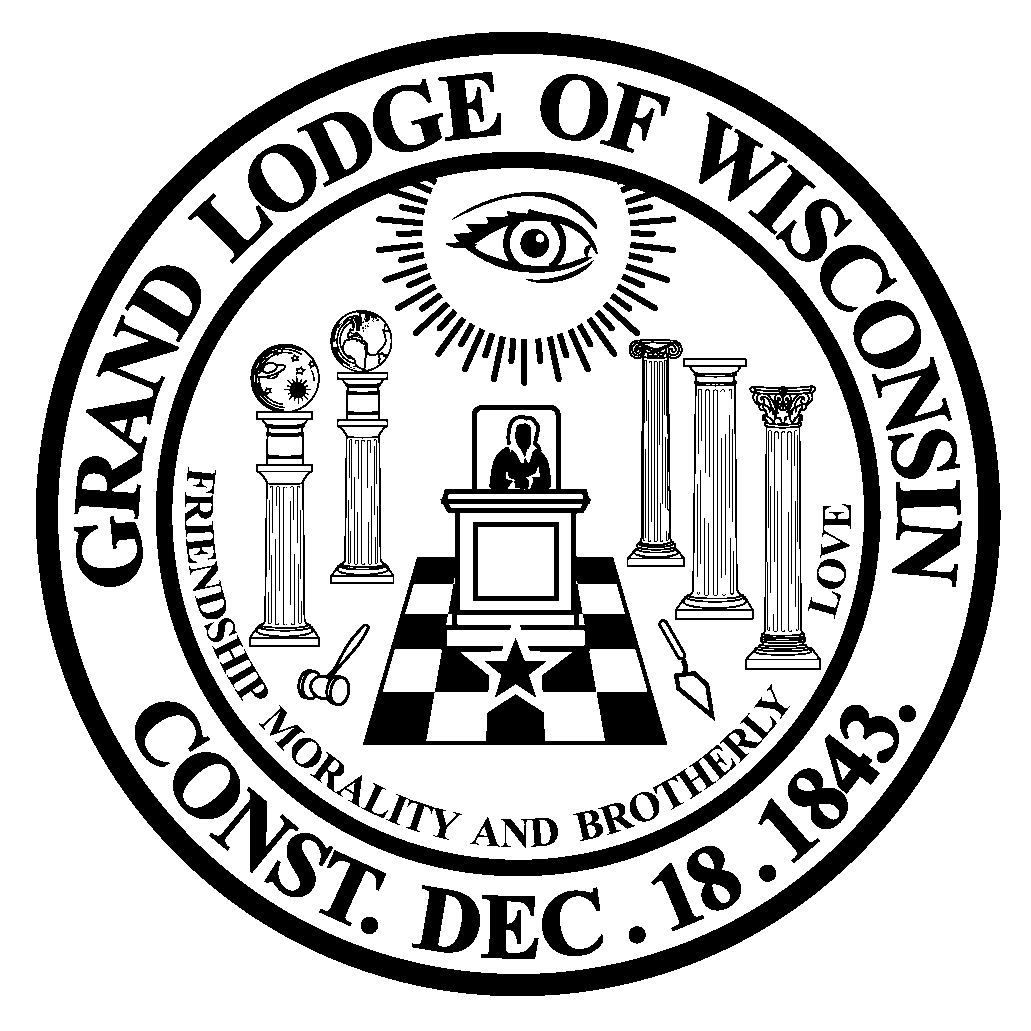 GRAND LODGE OF WISCONSIN
FRIENDSHIP MORALITY AND BROTHERLY LOVE
CONST. DEC . 18 . 1843.